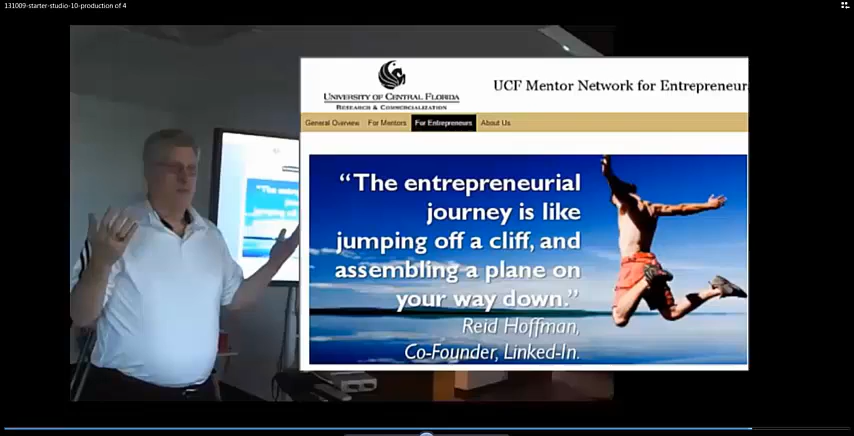 131009-starter-studio-10-production of 4
UNIVERSITY OF CENTRAL FLORIDA
RESEARCH & COMMERCIALIZATION
UCF Mentor Network for Entrepreneur
General Overview For Mentors For Entrepreneurs About Us
“The entrepreneurial
journey is like
jumping off a cliff, and
assembling a plane on
your way down.”
Reid Hoffman,
Co-Founder, Linked-In.